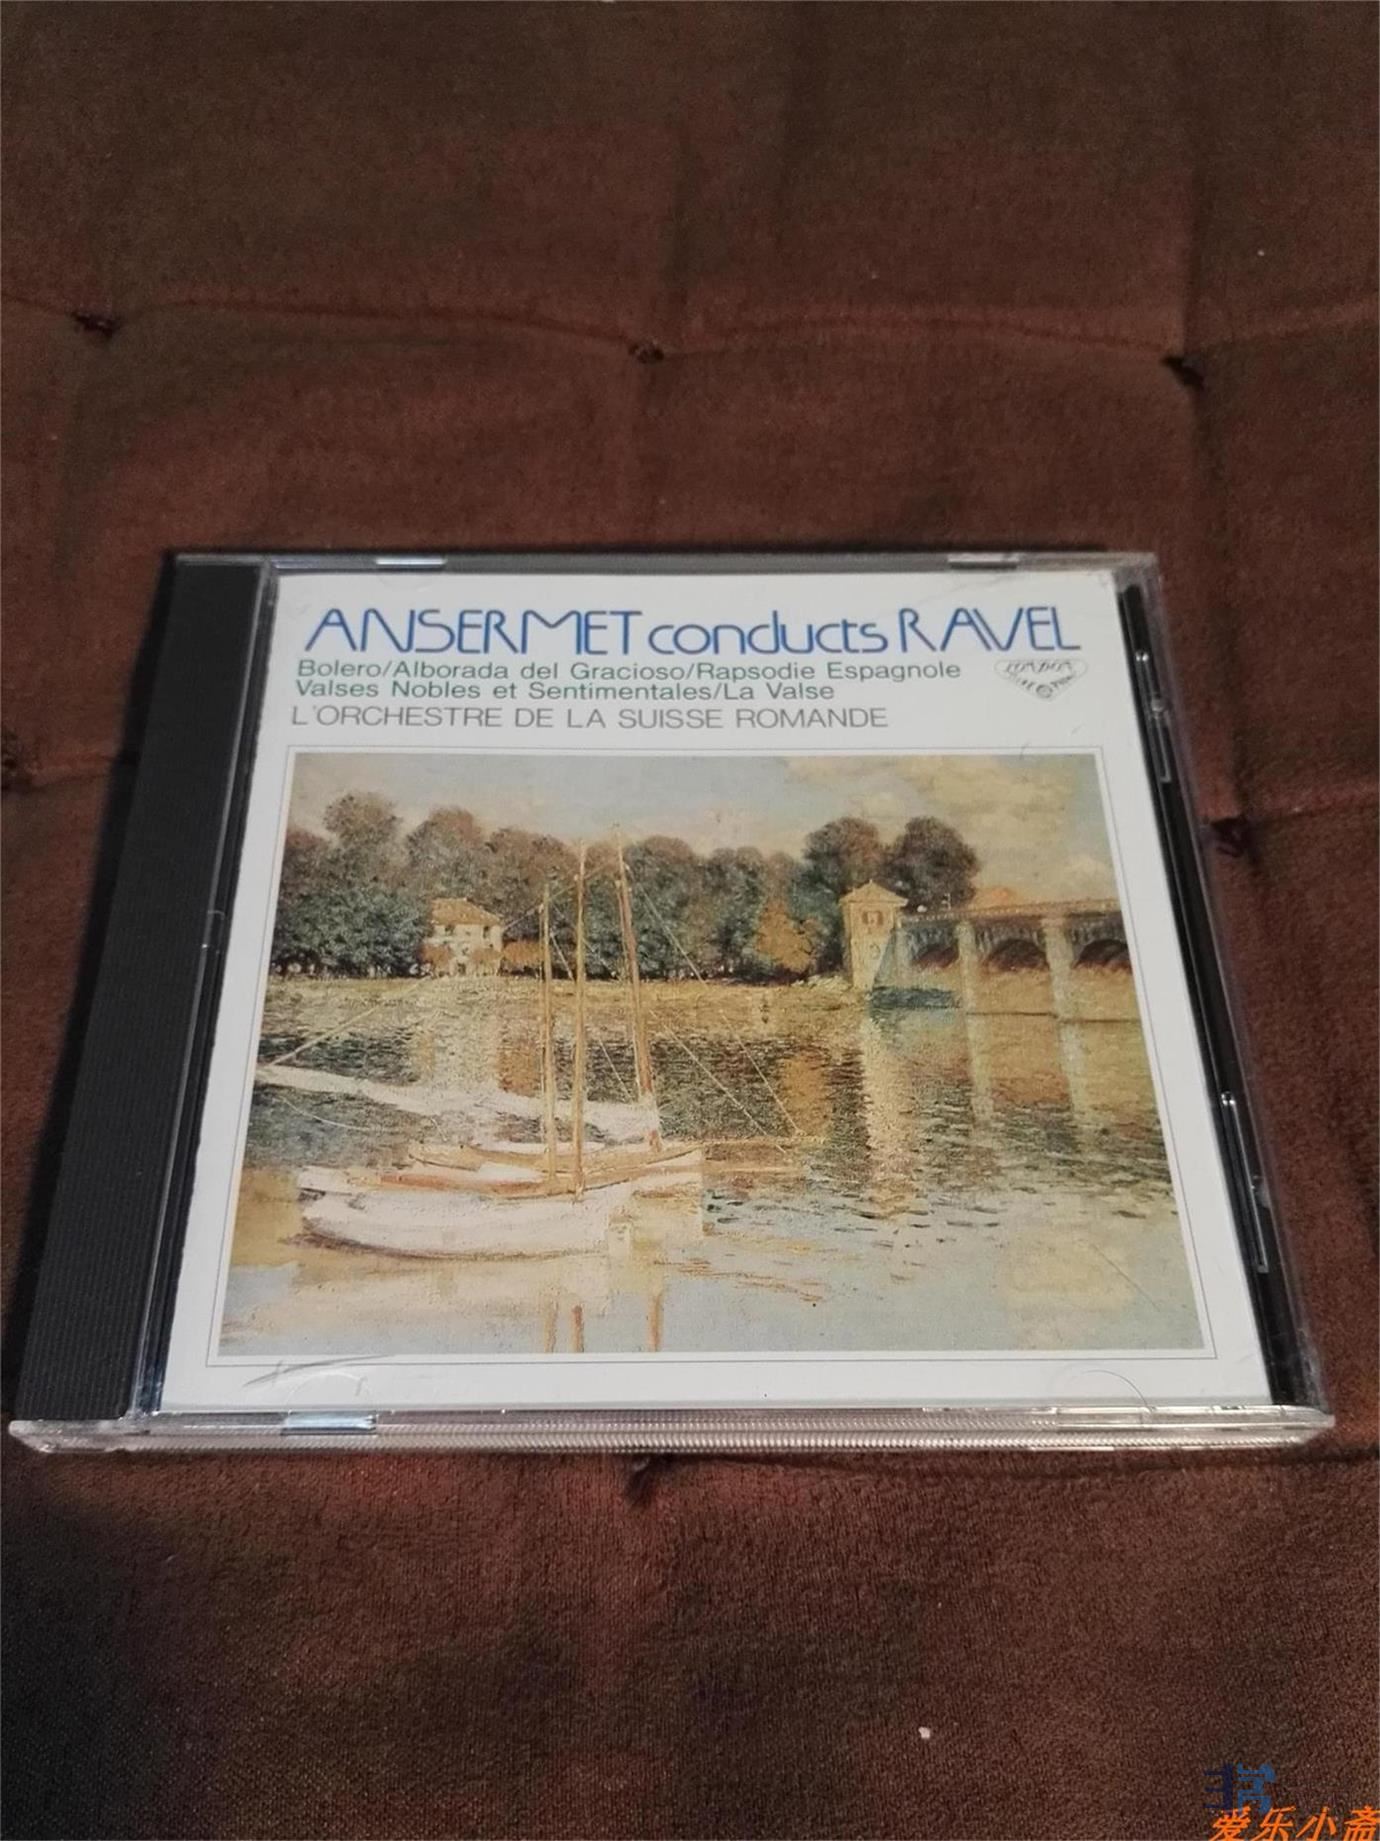 ANSERMET conducts RAVEL
Bolero/Alborada del Gracioso/Rapsodie Espagnole
Valses Nobles et Sentimentales/La Valse
L'ORCHESTRE DE LA SUISSE ROMANDE
LONDON
爱乐小斋